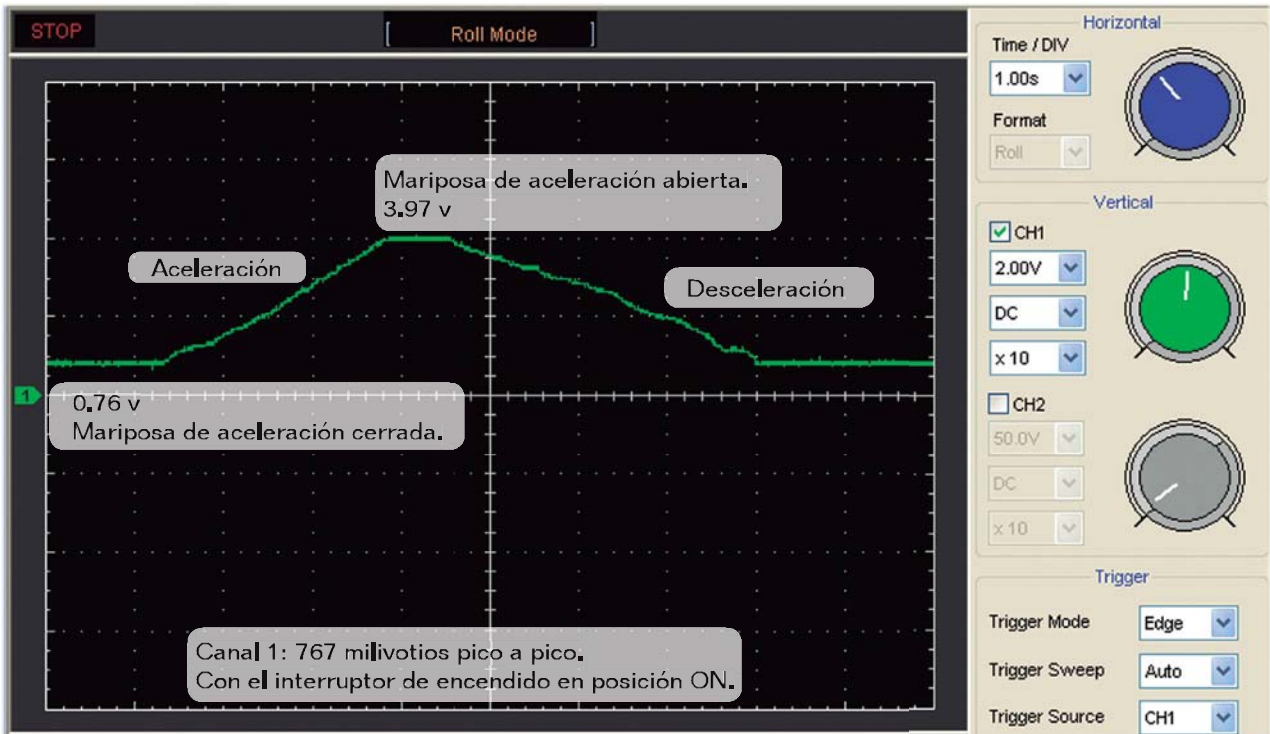 STOP
[ Roll Mode ]
Mariposa de aceleración abierta.
3.97 v
Aceleración
Desceleración
1
0.76 v
Mariposa de aceleración cerrada.
Canal 1: 767 milivotios pico a pico.
Con el interruptor de encendido en posición ON.
Horizontal
Time / DIV
1.00s
Format
Roll
Vertical
CH1
2.00V
DC
x 10
CH2
50.0V
DC
x 10
Trigger
Trigger Mode Edge
Trigger Sweep Auto
Trigger Source CH1